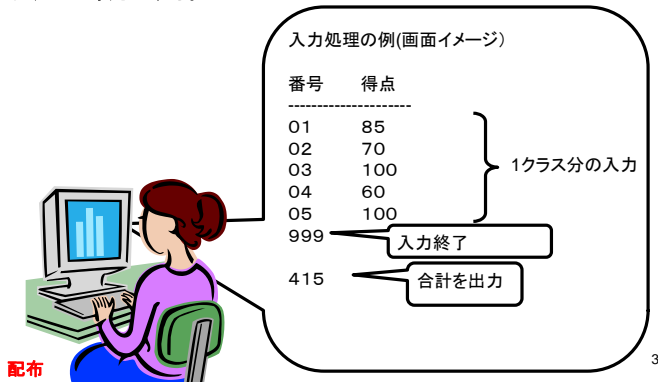 入力処理の例(画面イメージ）
番号 得点
---------------------
０１ ８５
０２ ７０
０３ １００
０４ ６０
０５ １００
1クラス分の入力
９９９
入力終了
４１５
合計を出力
配布
3